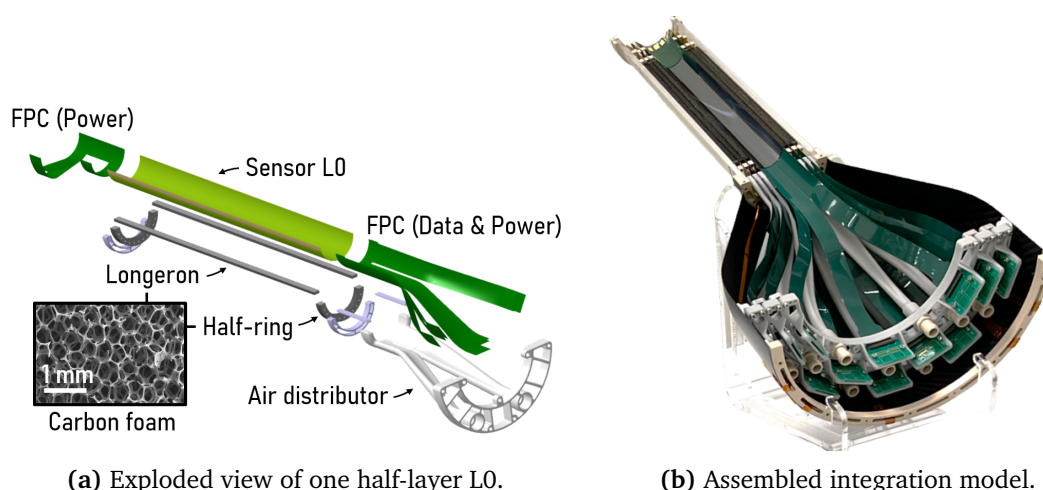 FPC (Power)
Sensor L0
FPC (Data & Power)
Longeron
Half-ring
1 mm
Air distributor
Carbon foam
(a) Exploded view of one half-layer L0.
(b) Assembled integration model.